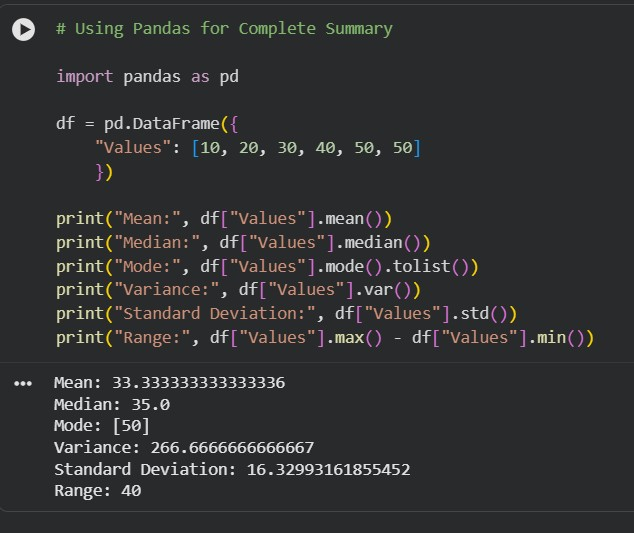 # Using Pandas for Complete Summary
import pandas as pd
df = pd.DataFrame({
    "Values": [10, 20, 30, 40, 50, 50]
    })
print("Mean:", df["Values"].mean())
print("Median:", df["Values"].median())
print("Mode:", df["Values"].mode().tolist())
print("Variance:", df["Values"].var())
print("Standard Deviation:", df["Values"].std())
print("Range:", df["Values"].max() - df["Values"].min())
Mean: 33.333333333333336
Median: 35.0
Mode: [50]
Variance: 266.6666666666667
Standard Deviation: 16.32993161855452
Range: 40